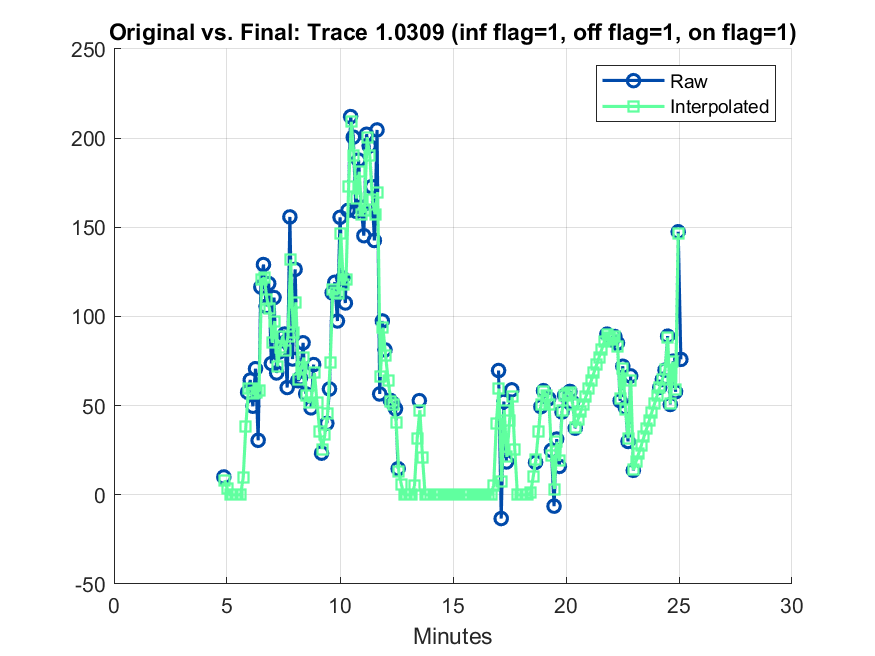 Original vs. Final: Trace 1.0309 (inf flag=1, off flag=1, on flag=1)
250
200
150
100
50
0
-50
0 5 10 15 20 25 30
Minutes
Raw
Interpolated